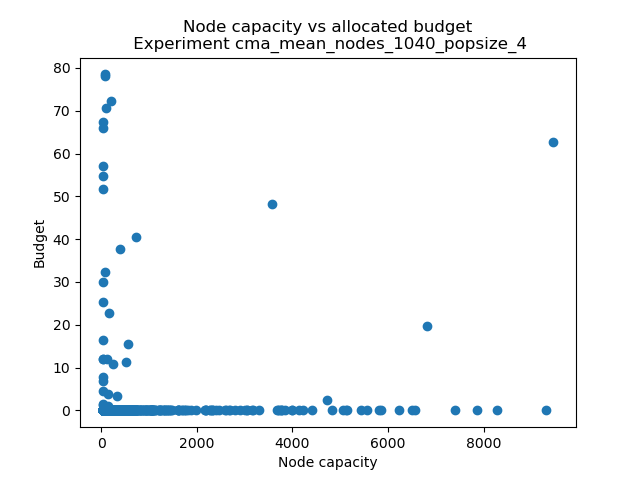 Node capacity vs allocated budget
Experiment cma_mean_nodes_1040_popsize_4
80
70
60
50
40
30
20
10
0
Budget
0 2000 4000 6000 8000
Node capacity